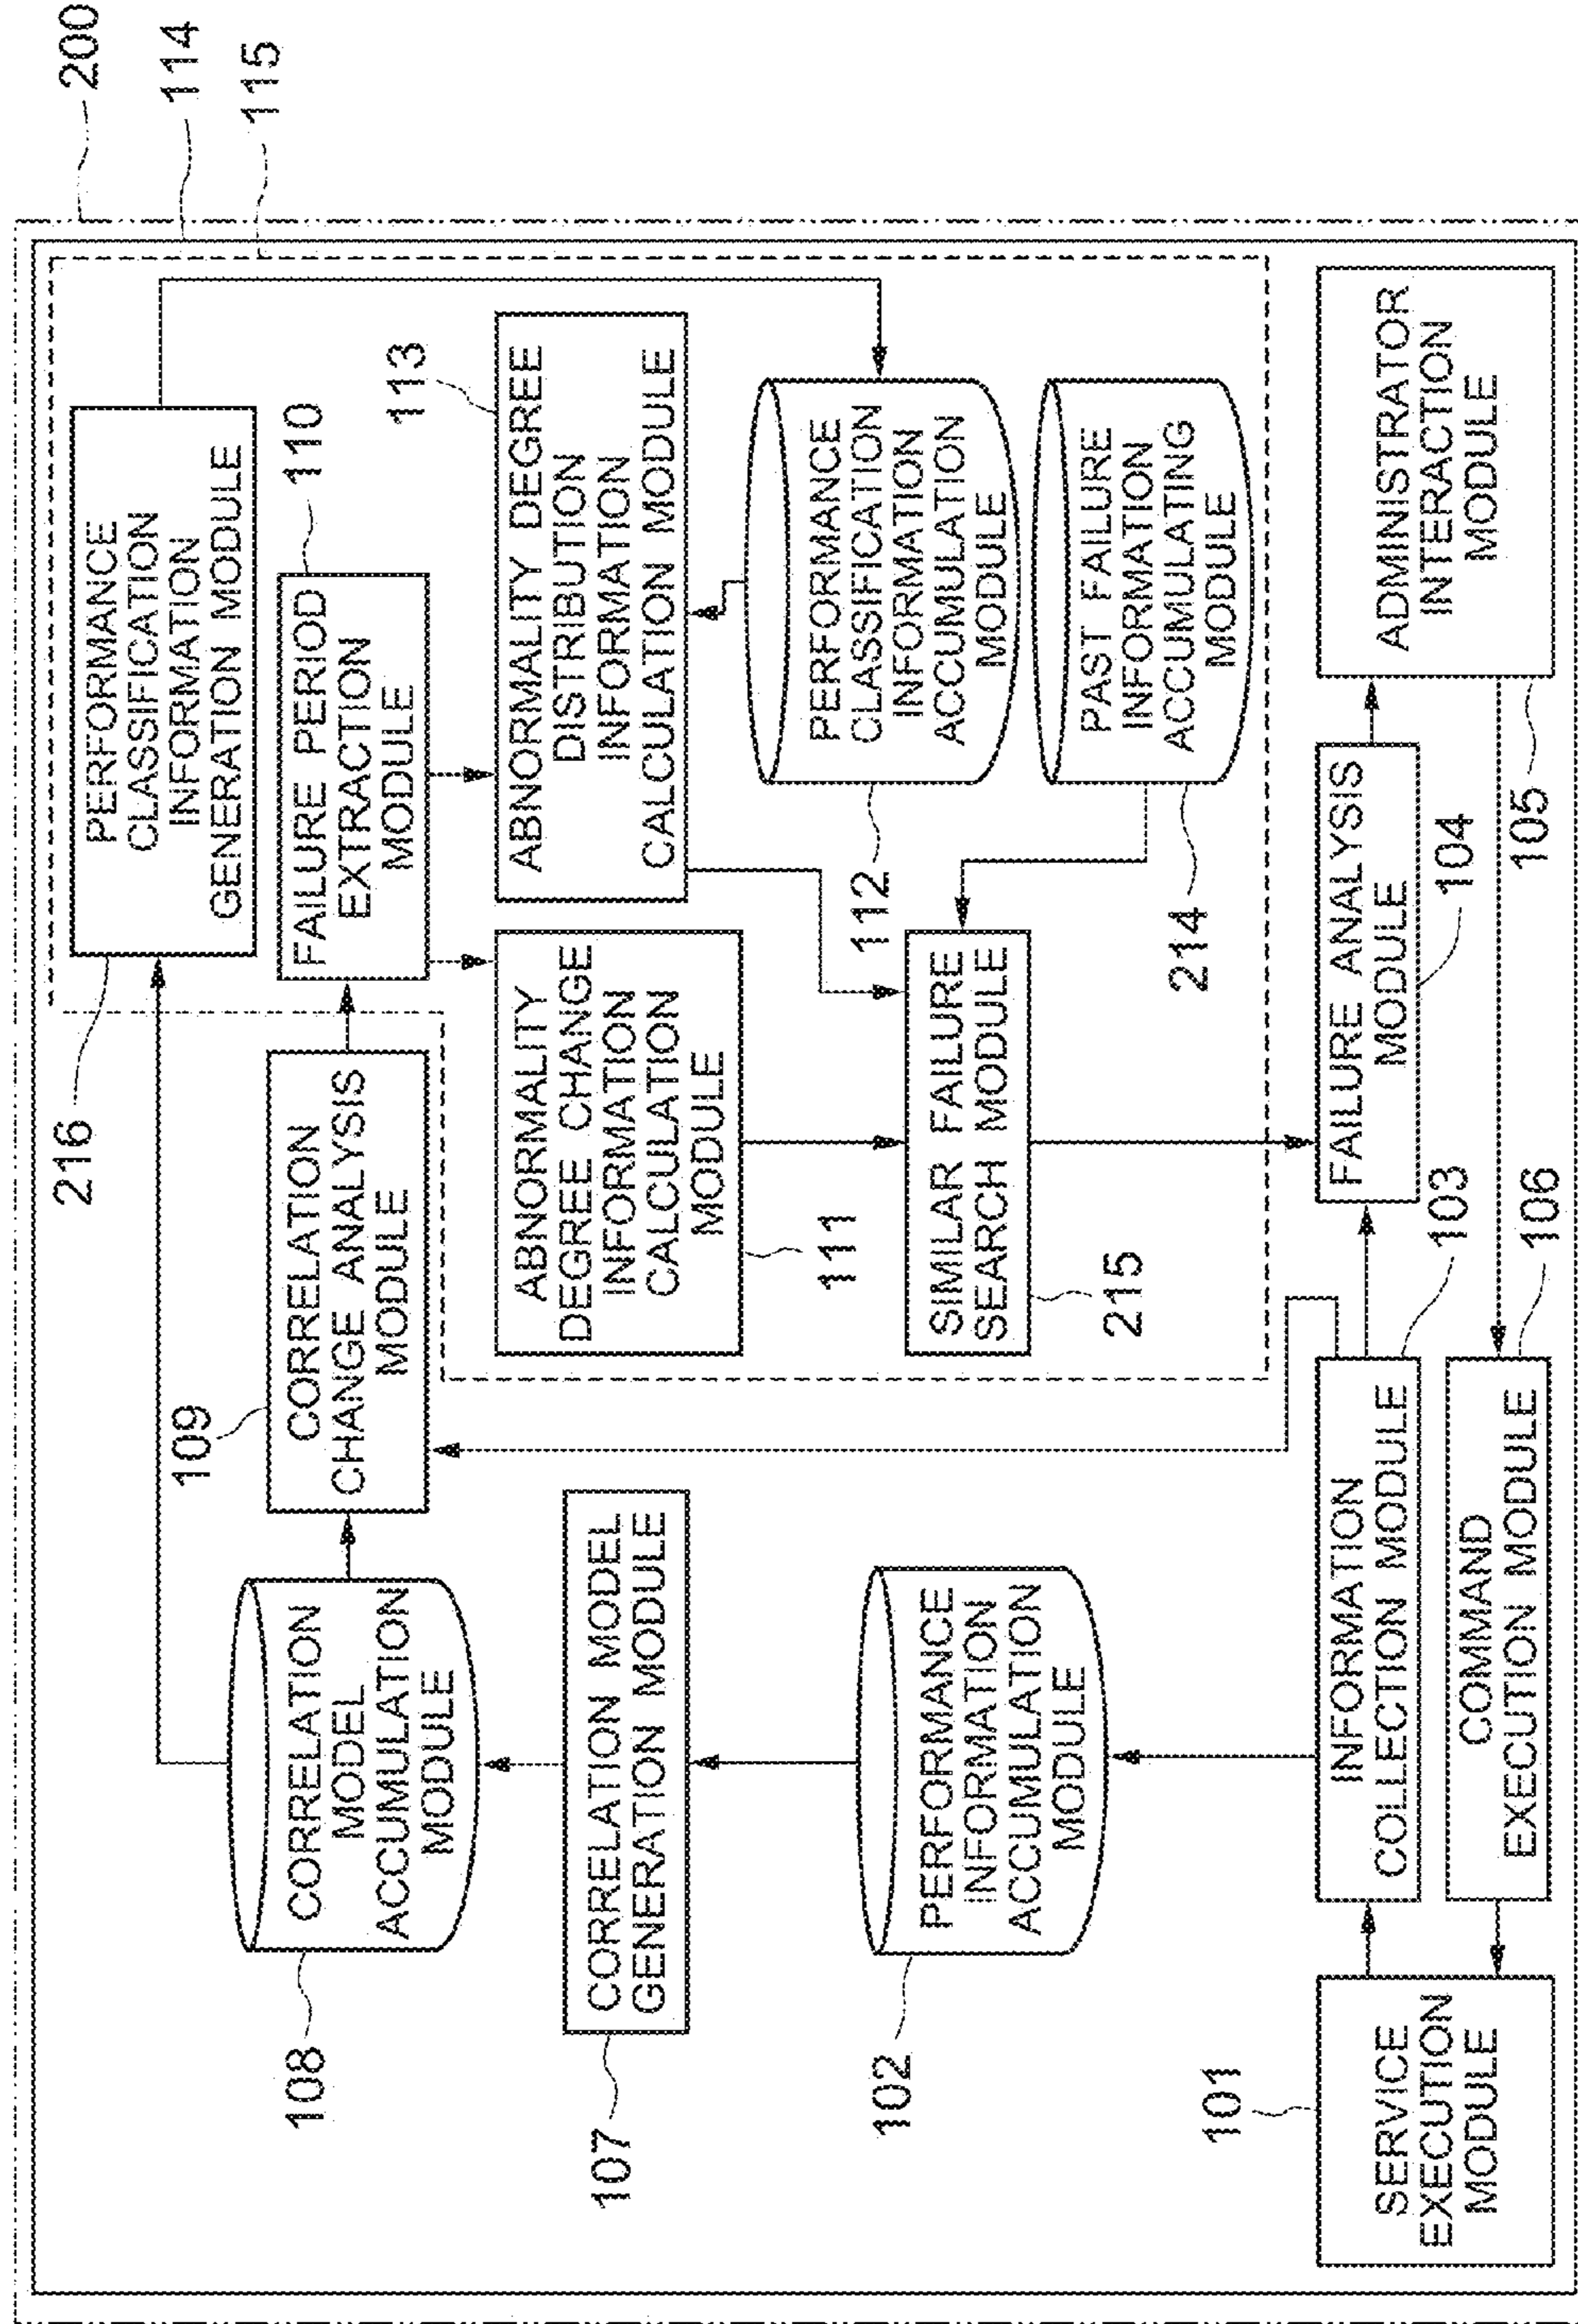 200
114
115
216
PERFORMANCE
CLASSIFICATION
INFORMATION
GENERATION MODULE
108
CORRELATION
MODEL
ACCUMULATION
MODULE
109
CORRELATION
CHANGE ANALYSIS
MODULE
FAILURE PERIOD
EXTRACTION
MODULE
110
107
CORRELATION MODEL
GENERATION MODULE
ABNORMALITY
DEGREE CHANGE
INFORMATION
CALCULATION
MODULE
111
ABNORMALITY DEGREE
DISTRIBUTION
INFORMATION
CALCULATION MODULE
113
102
PERFORMANCE
INFORMATION
ACCUMULATION
MODULE
SIMILAR FAILURE
SEARCH MODULE
215
PERFORMANCE
CLASSIFICATION
INFORMATION
ACCUMULATION
MODULE
112
PAST FAILURE
INFORMATION
ACCUMULATING
MODULE
214
101
SERVICE
EXECUTION
MODULE
INFORMATION
COLLECTION MODULE
103
FAILURE ANALYSIS
MODULE
104
ADMINISTRATOR
INTERACTION
MODULE
105
COMMAND
EXECUTION MODULE
106